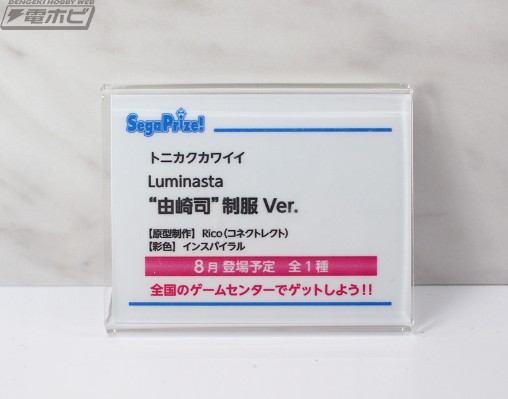 DENGEKI HOBBY WEB
電ホビ
SegaPrize!
トニカクカワイイ
Luminasta
“由崎司” 制服 Ver.
【原型制作】 Rico(コネクトレクト)
【彩色】 インスパイラル
8月 登場予定 全1種
全国のゲームセンターでゲットしよう!!